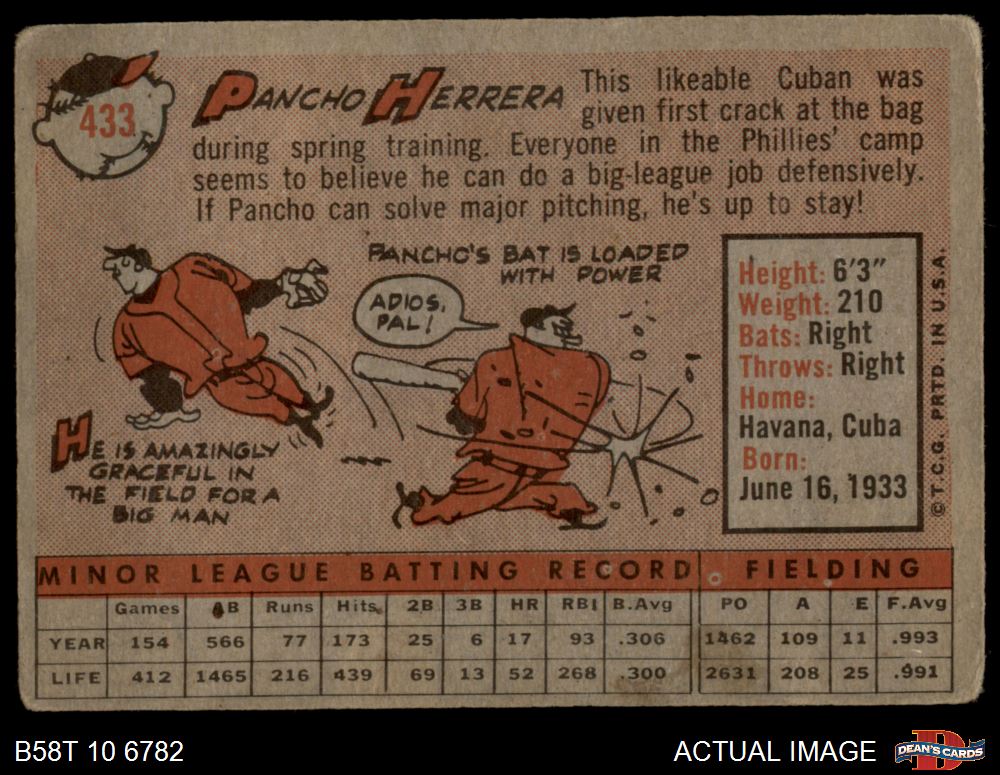 433
PANCHO HERRERA
This likeable Cuban was
given first crack at the bag
during spring training. Everyone in the Phillies' camp
seems to believe he can do a big-league job defensively.
If Pancho can solve major pitching, he's up to stay!
PANCHO'S BAT IS LOADED
WITH POWER
ADIOS,
PAL!
HE IS AMAZINGLY
GRACEFUL IN
THE FIELD FOR A
BIG MAN
Height: 6'3"
Weight: 210
Bats: Right
Throws: Right
Home:
Havana, Cuba
Born:
June 16, 1933
© T.C.G. PRTD. IN U.S.A.
MINOR LEAGUE BATTING RECORD FIELDING
Games AB Runs Hits 2B 3B HR RBI B.Avg PO A E F.Avg
YEAR 154 566 77 173 25 6 17 93 .306 1462 109 11 .993
LIFE 412 1465 216 439 69 13 52 268 .300 2631 208 25 .991
B58T 10 6782
ACTUAL IMAGE
D
DEAN'S CARDS